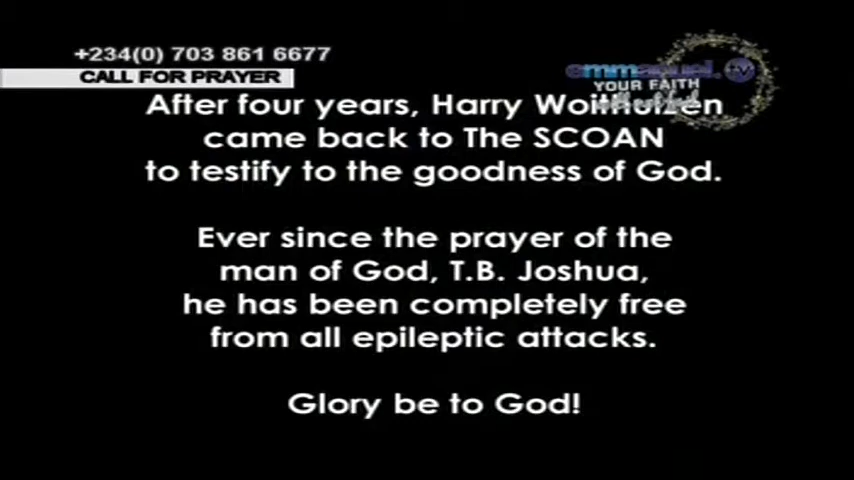 +234(0) 703 861 6677
CALL FOR PRAYER
emmanuel.tv
YOUR FAITH
After four years, Harry
came back to The SCOAN
to testify to the goodness of God.
Ever since the prayer of the
man of God, T.B. Joshua,
he has been completely free
from all epileptic attacks.
Glory be to God!